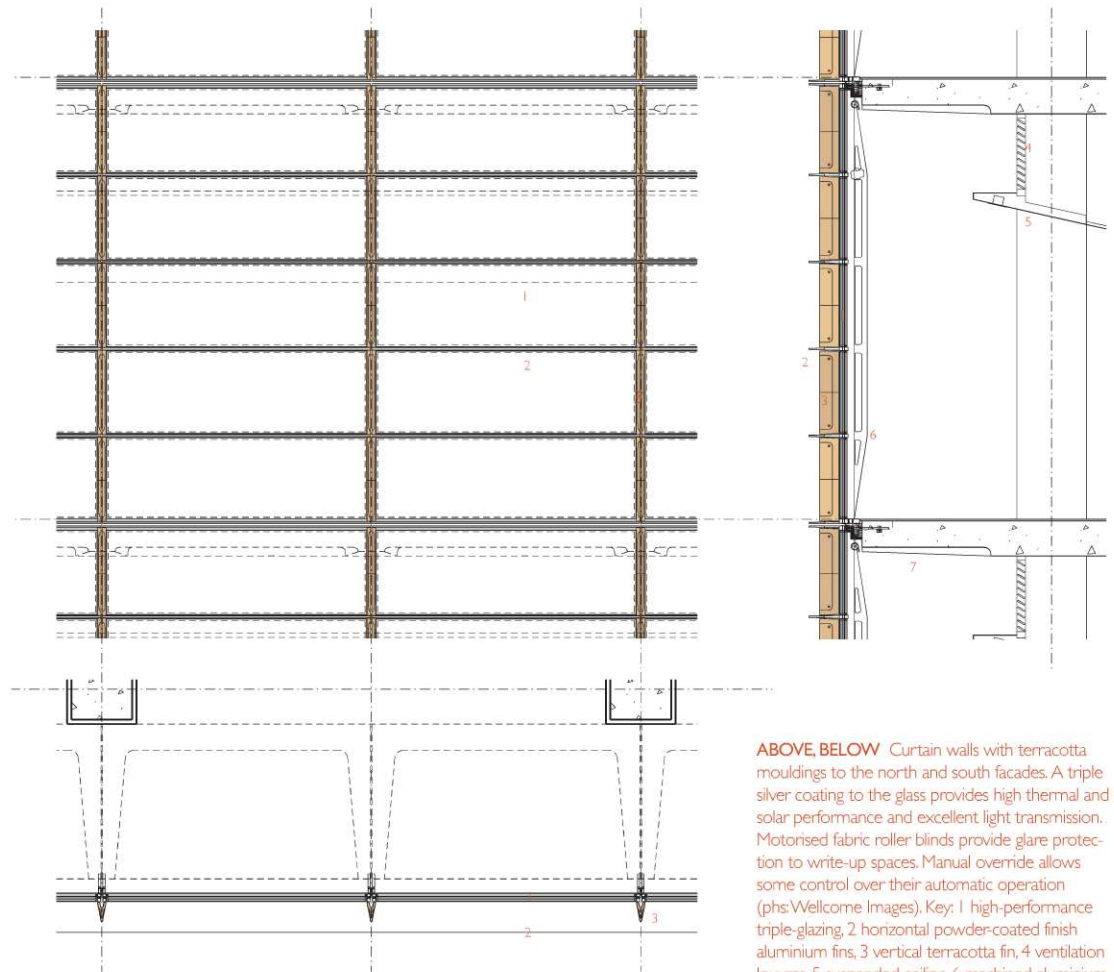 1
2
3
2
3
4
5
6
7
3
2
ABOVE, BELOW Curtain walls with terracotta
mouldings to the north and south facades. A triple
silver coating to the glass provides high thermal and
solar performance and excellent light transmission.
Motorised fabric roller blinds provide glare protec-
tion to write-up spaces. Manual override allows
some control over their automatic operation
(phs: Wellcome Images). Key: 1 high-performance
triple-glazing, 2 horizontal powder-coated finish
aluminium fins, 3 vertical terracotta fin, 4 ventilation